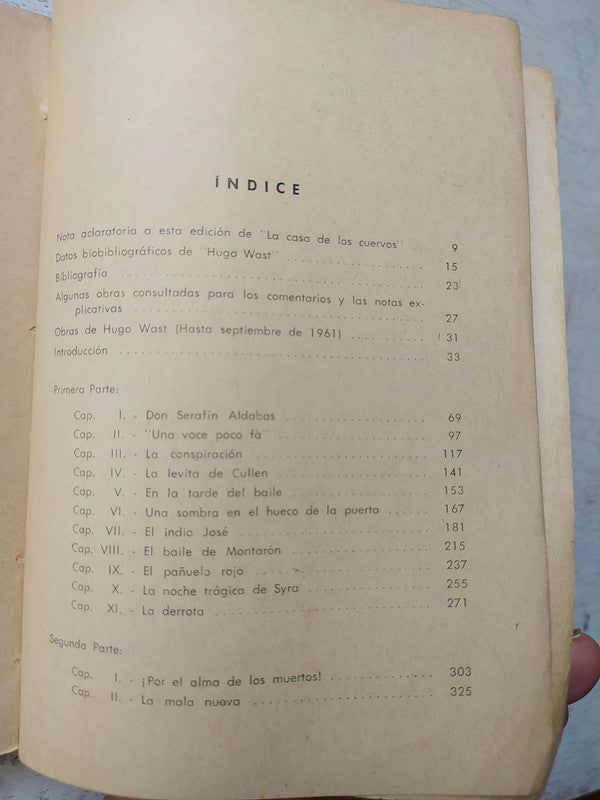 ÍNDICE
Nota aclaratoria a esta edición de "La casa de los cuervos" .. 9
Datos biobibliográficos de "Hugo Wast" .................... 15
Bibliografía .................... 23
Algunas obras consultadas para los comentarios y las notas ex-
plicativas .................... 27
Obras de Hugo Wast (Hasta septiembre de 1961) ........... 31
Introducción .................... 33
Primera Parte:
Cap. I. - Don Serafín Aldabas .................... 69
Cap. II. - "Una voce poco fà" .................... 97
Cap. III. - La conspiración .................... 117
Cap. IV. - La levita de Cullen .................... 141
Cap. V. - En la tarde del baile .................... 153
Cap. VI. - Una sombra en el hueco de la puerta ....... 167
Cap. VII. - El indio José .................... 181
Cap. VIII. - El baile de Montarón .................... 215
Cap. IX. - El pañuelo rojo .................... 237
Cap. X. - La noche trágica de Syra .................... 255
Cap. XI. - La derrota .................... 271
Segunda Parte:
Cap. I. - ¡Por el alma de los muertos! .............. 303
Cap. II. - La mala nueva .................... 325